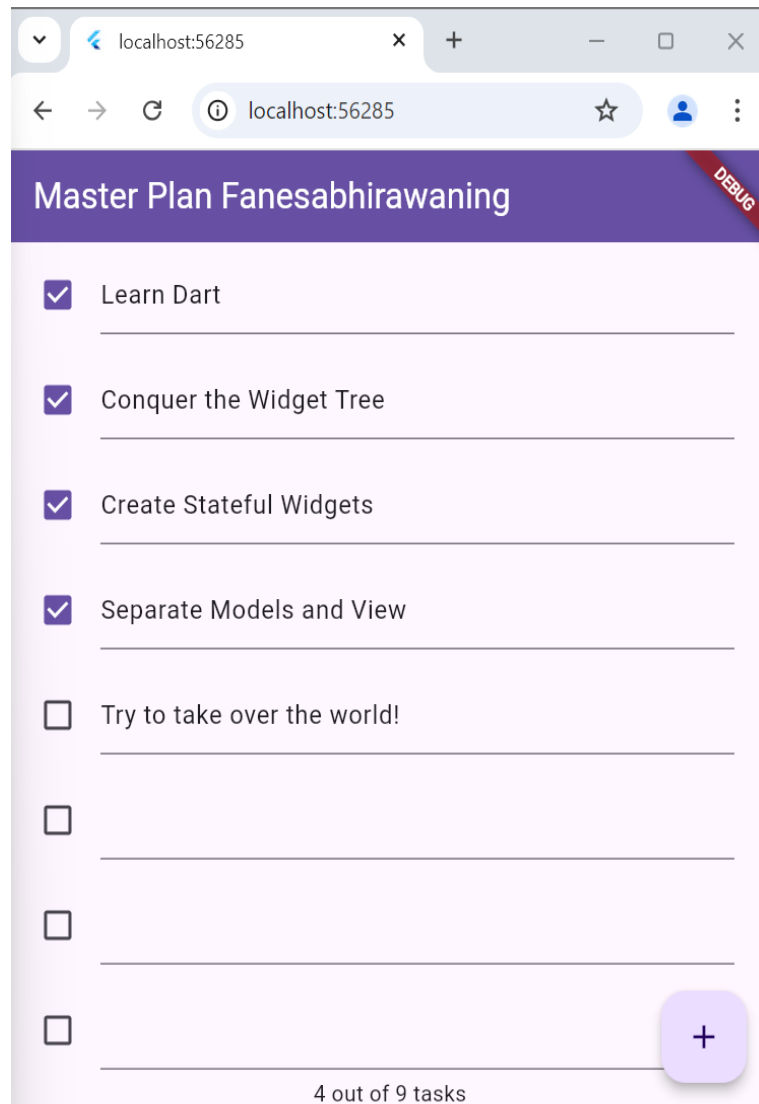 localhost:56285
localhost:56285
Master Plan Fanesabhirawaning
DEBUG
Learn Dart
Conquer the Widget Tree
Create Stateful Widgets
Separate Models and View
Try to take over the world!
4 out of 9 tasks